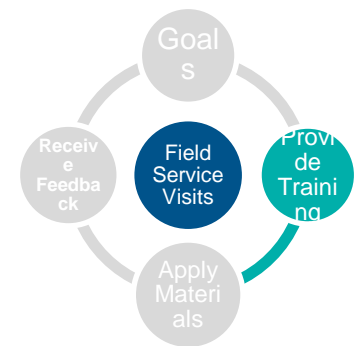 Goal
s
Receiv
e
Feedba
ck
Field
Service
Visits
Provi
de
Traini
ng
Apply
Materi
als